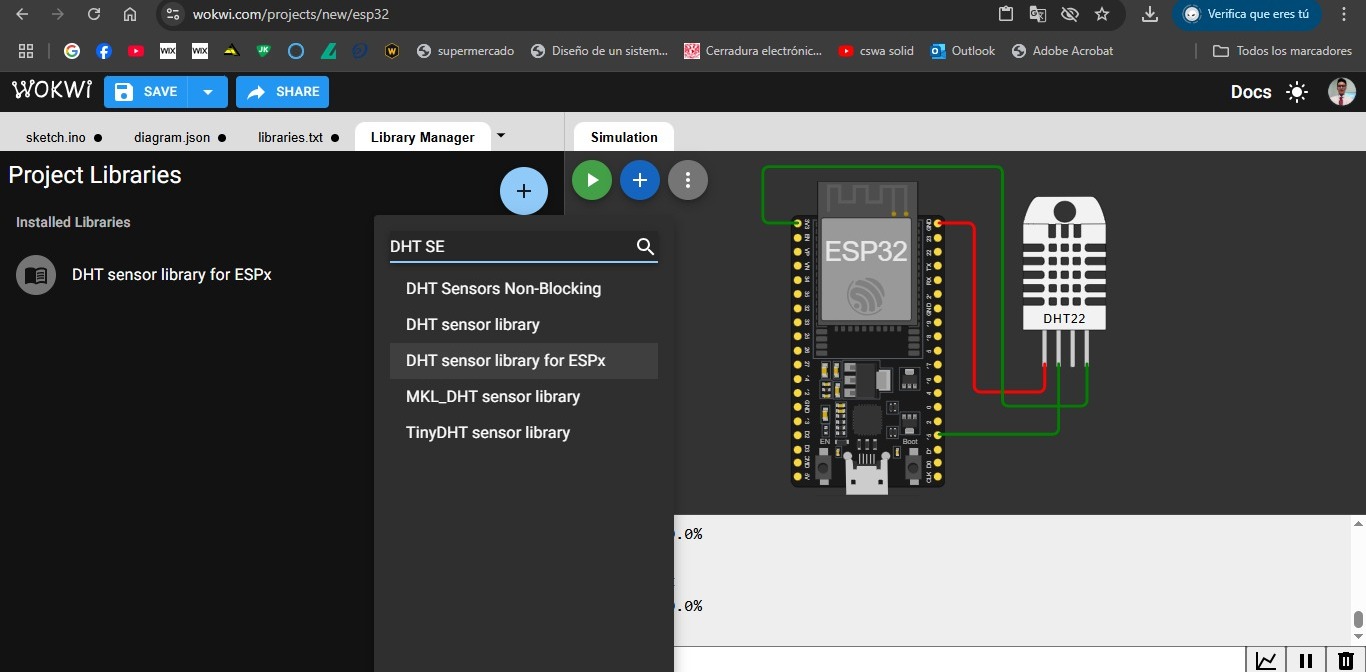 wokwi.com/projects/new/esp32
Verifica que eres tú
supermercado
Diseño de un sistem...
Cerradura electrónic...
cswa solid
Outlook
Adobe Acrobat
Todos los marcadores
WOKWI
SAVE
SHARE
Docs
sketch.ino
diagram.json
libraries.txt
Library Manager
Simulation
Project Libraries
Installed Libraries
DHT sensor library for ESPx
DHT SE
DHT Sensors Non-Blocking
DHT sensor library
DHT sensor library for ESPx
MKL_DHT sensor library
TinyDHT sensor library
ESP32
DHT22
EN
Boot
.0%
.0%